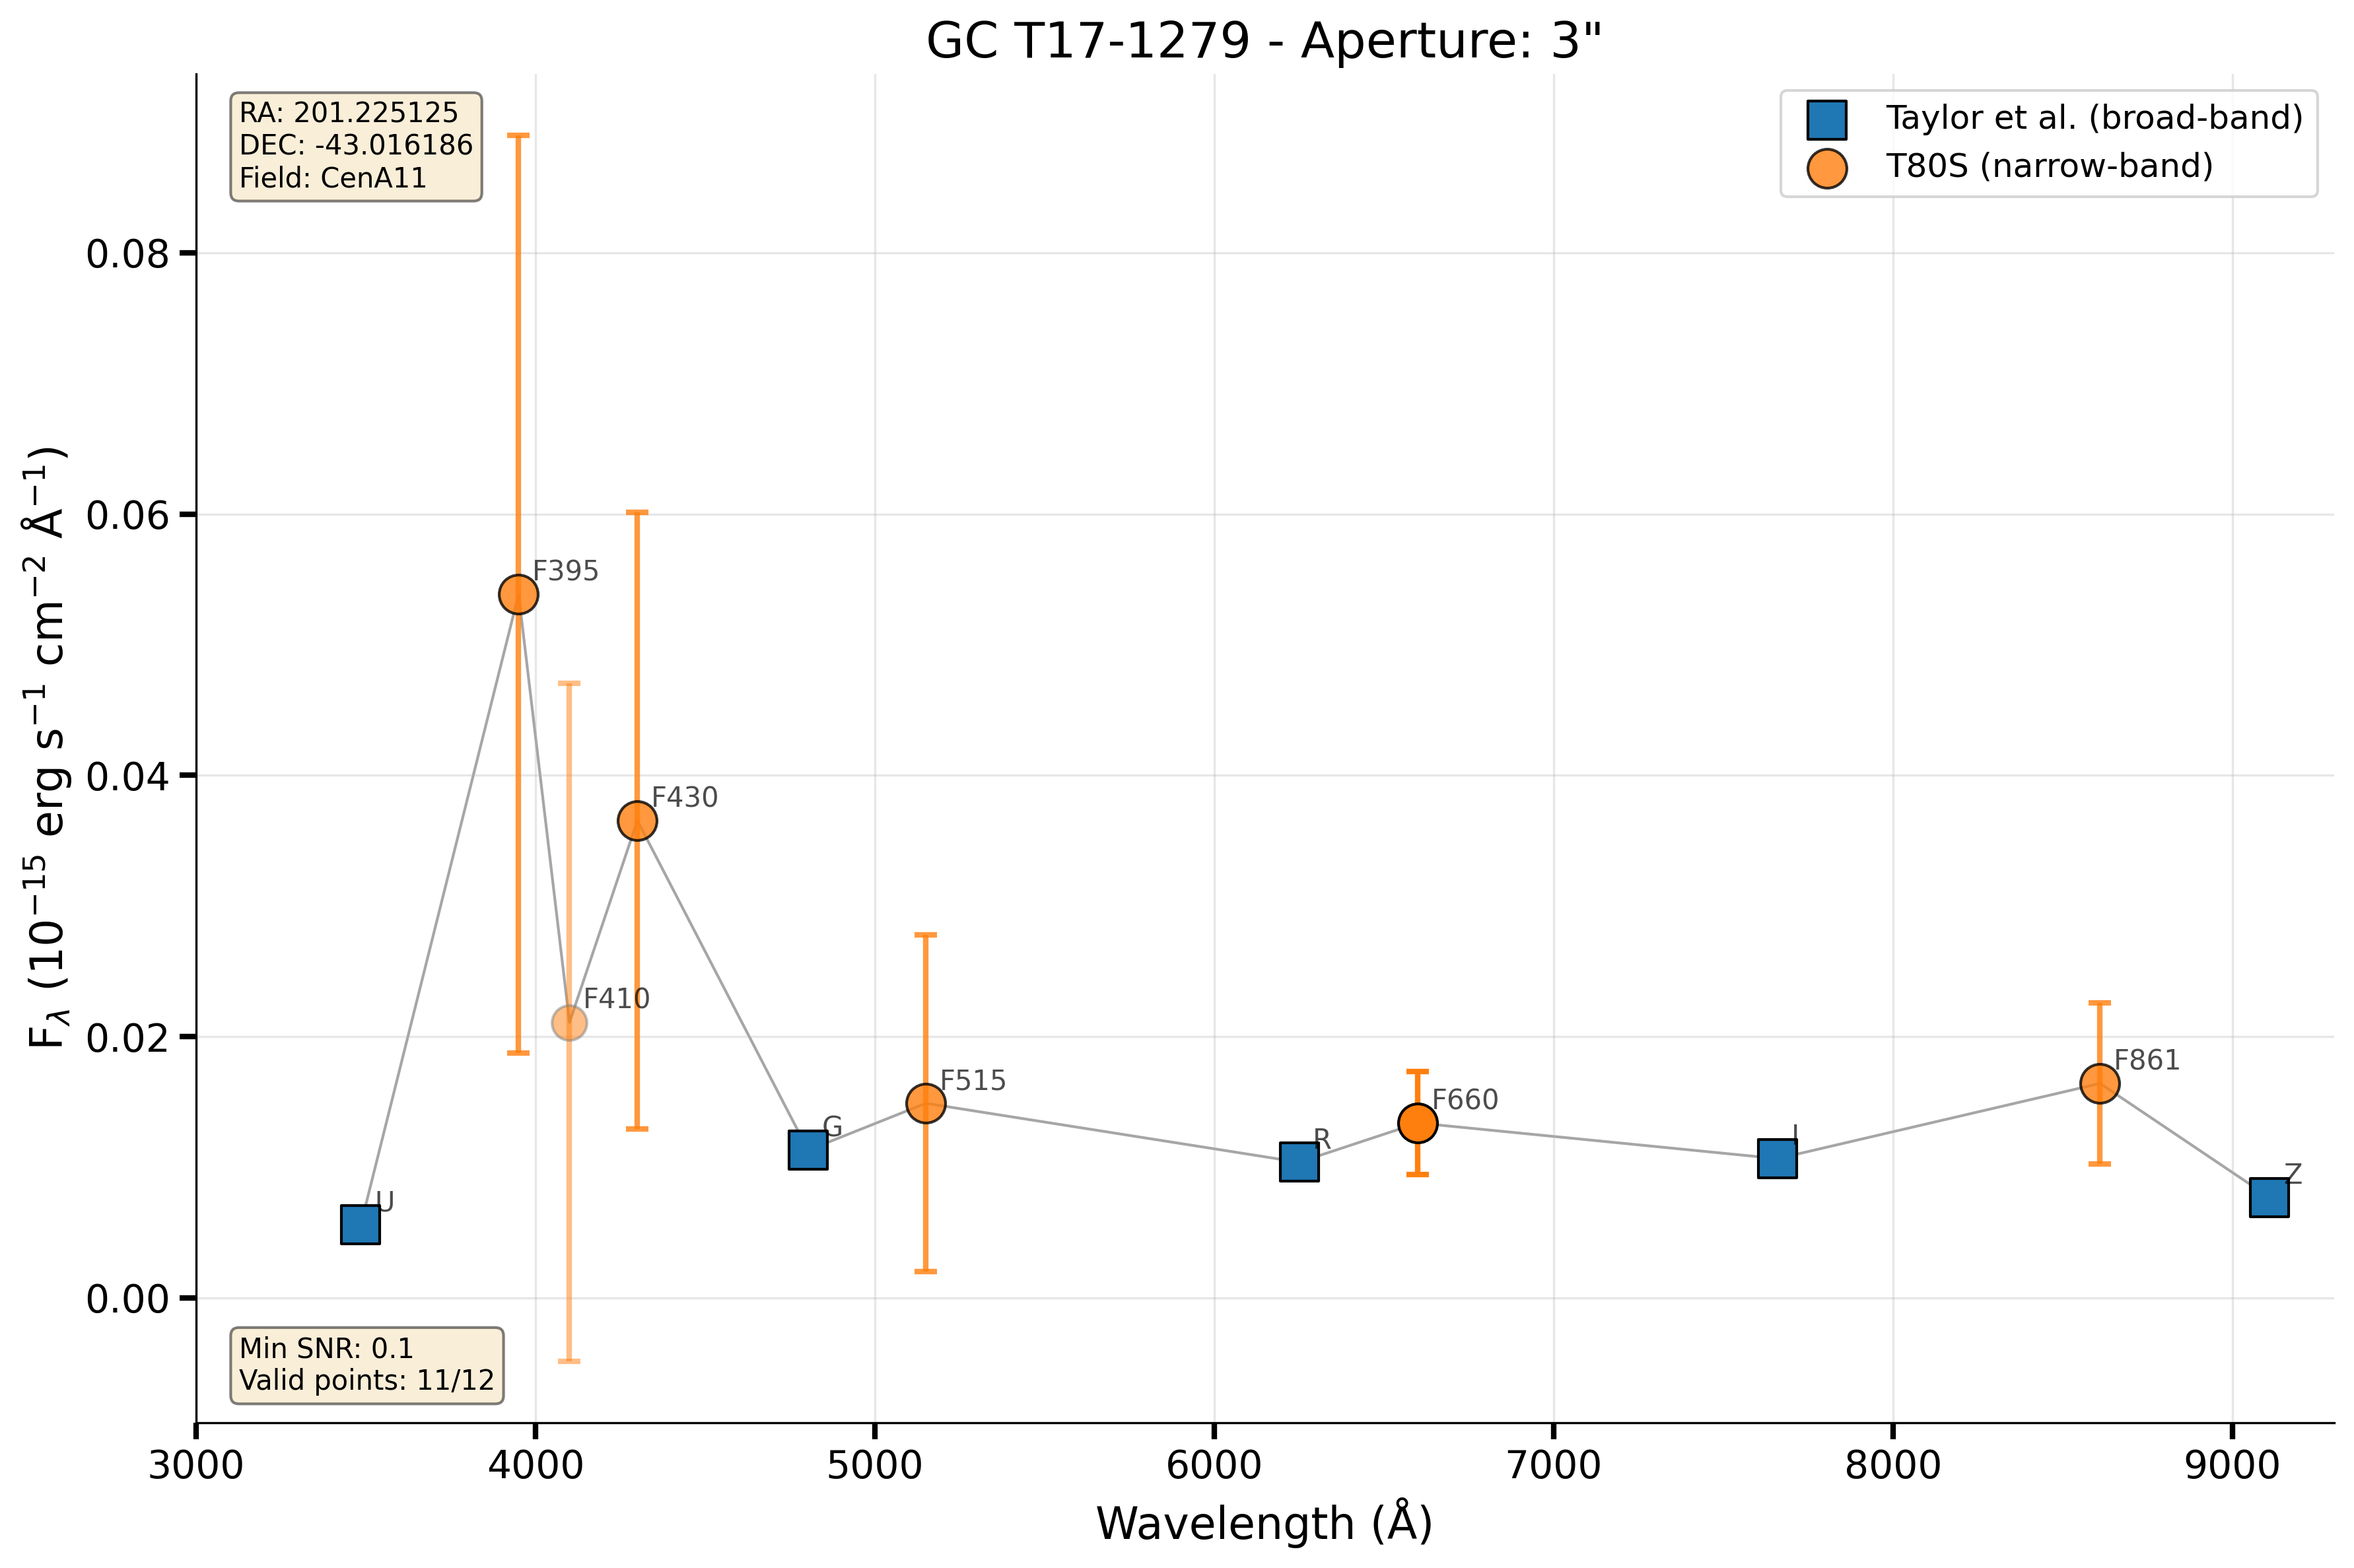 GC T17-1279 - Aperture: 3"
RA: 201.225125
DEC: -43.016186
Field: CenA11
Taylor et al. (broad-band)
T80S (narrow-band)
F$_{\lambda}$ (10$^{-15}$ erg s$^{-1}$ cm$^{-2}$ Å$^{-1}$)
0.08
0.06
0.04
0.02
0.00
U
F395
F410
F430
G
F515
R
F660
I
F861
Z
Min SNR: 0.1
Valid points: 11/12
3000 4000 5000 6000 7000 8000 9000
Wavelength (Å)